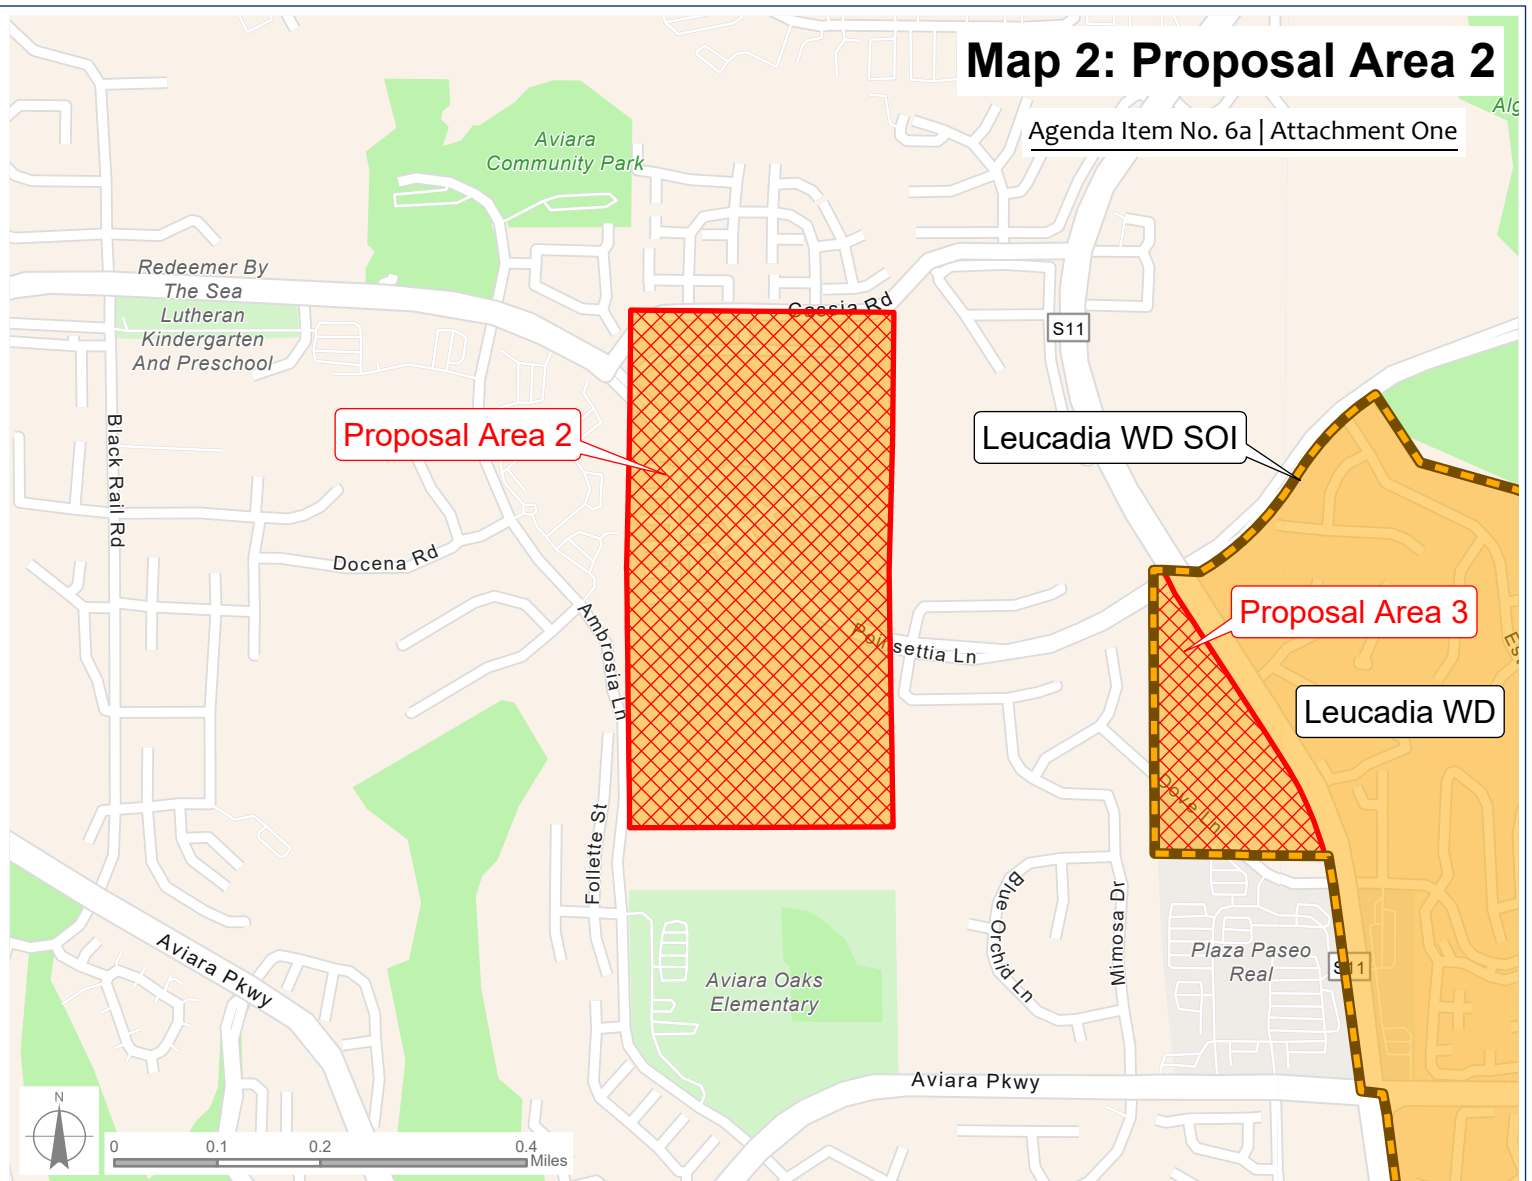 Map 2: Proposal Area 2
Agenda Item No. 6a | Attachment One
Alg
Aviara
Community Park
Redeemer By
The Sea
Lutheran
Kindergarten
And Preschool
Cassia Rd
S11
Proposal Area 2
Leucadia WD SOI
Black Rail Rd
Docena Rd
Ambrosia Ln
Poinsettia Ln
Proposal Area 3
Est
Leucadia WD
Dove Ln
Follette St
Blue Orchid Ln
Mimosa Dr
Plaza Paseo
Real
S11
Aviara Pkwy
Aviara Oaks
Elementary
Aviara Pkwy
N
0 0.1 0.2 0.4
Miles